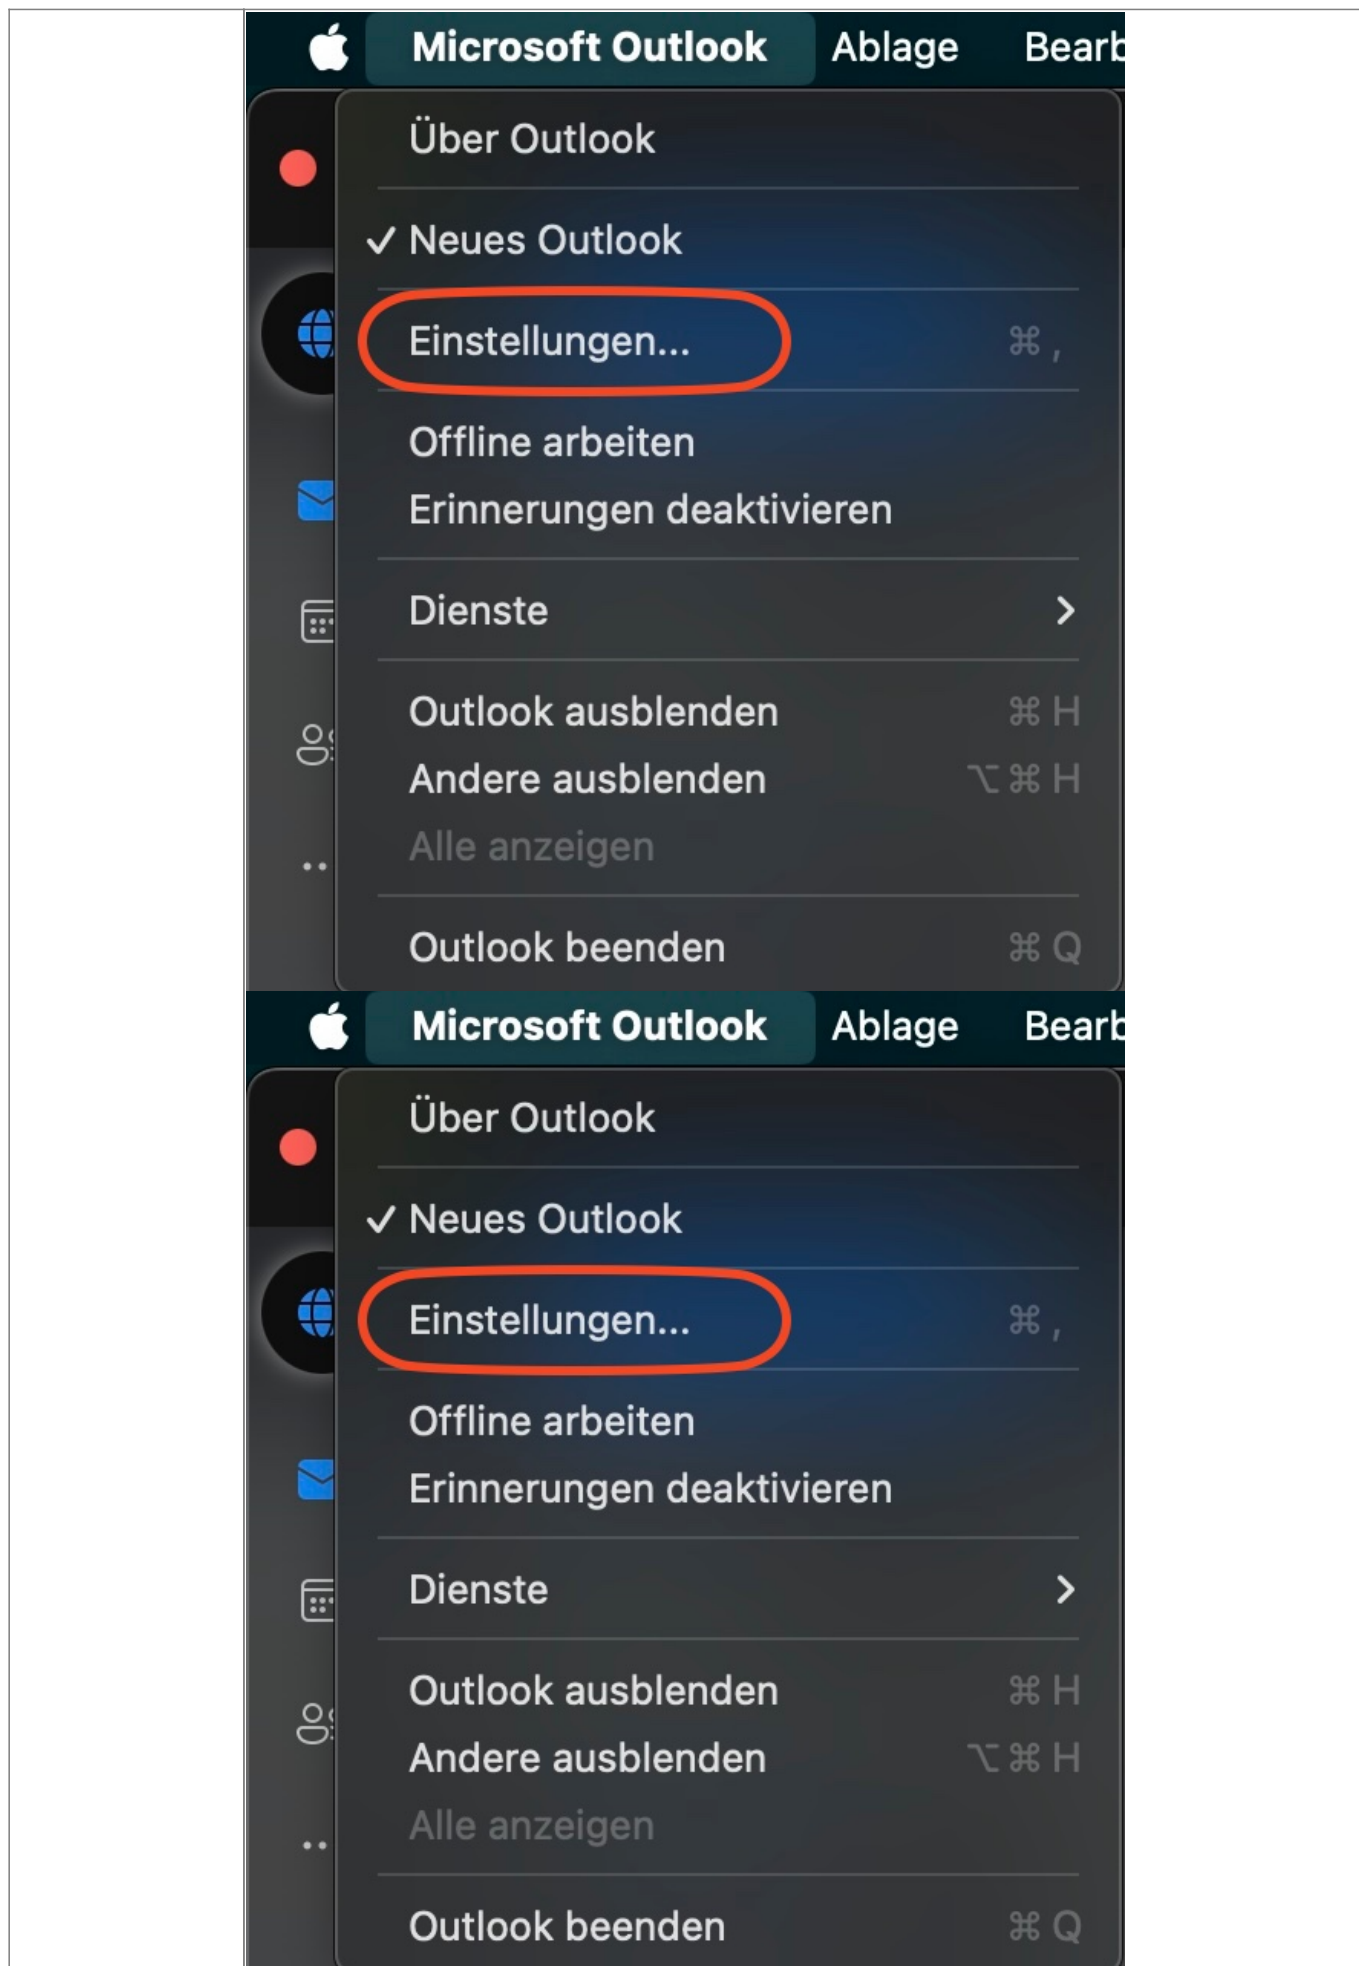 Microsoft Outlook Ablage Bearb
Über Outlook
✓ Neues Outlook
Einstellungen... ⌘ ,
Offline arbeiten
Erinnerungen deaktivieren
Dienste >
Outlook ausblenden ⌘ H
Andere ausblenden ⌥ ⌘ H
Alle anzeigen
Outlook beenden ⌘ Q
Microsoft Outlook Ablage Bearb
Über Outlook
✓ Neues Outlook
Einstellungen... ⌘ ,
Offline arbeiten
Erinnerungen deaktivieren
Dienste >
Outlook ausblenden ⌘ H
Andere ausblenden ⌥ ⌘ H
Alle anzeigen
Outlook beenden ⌘ Q